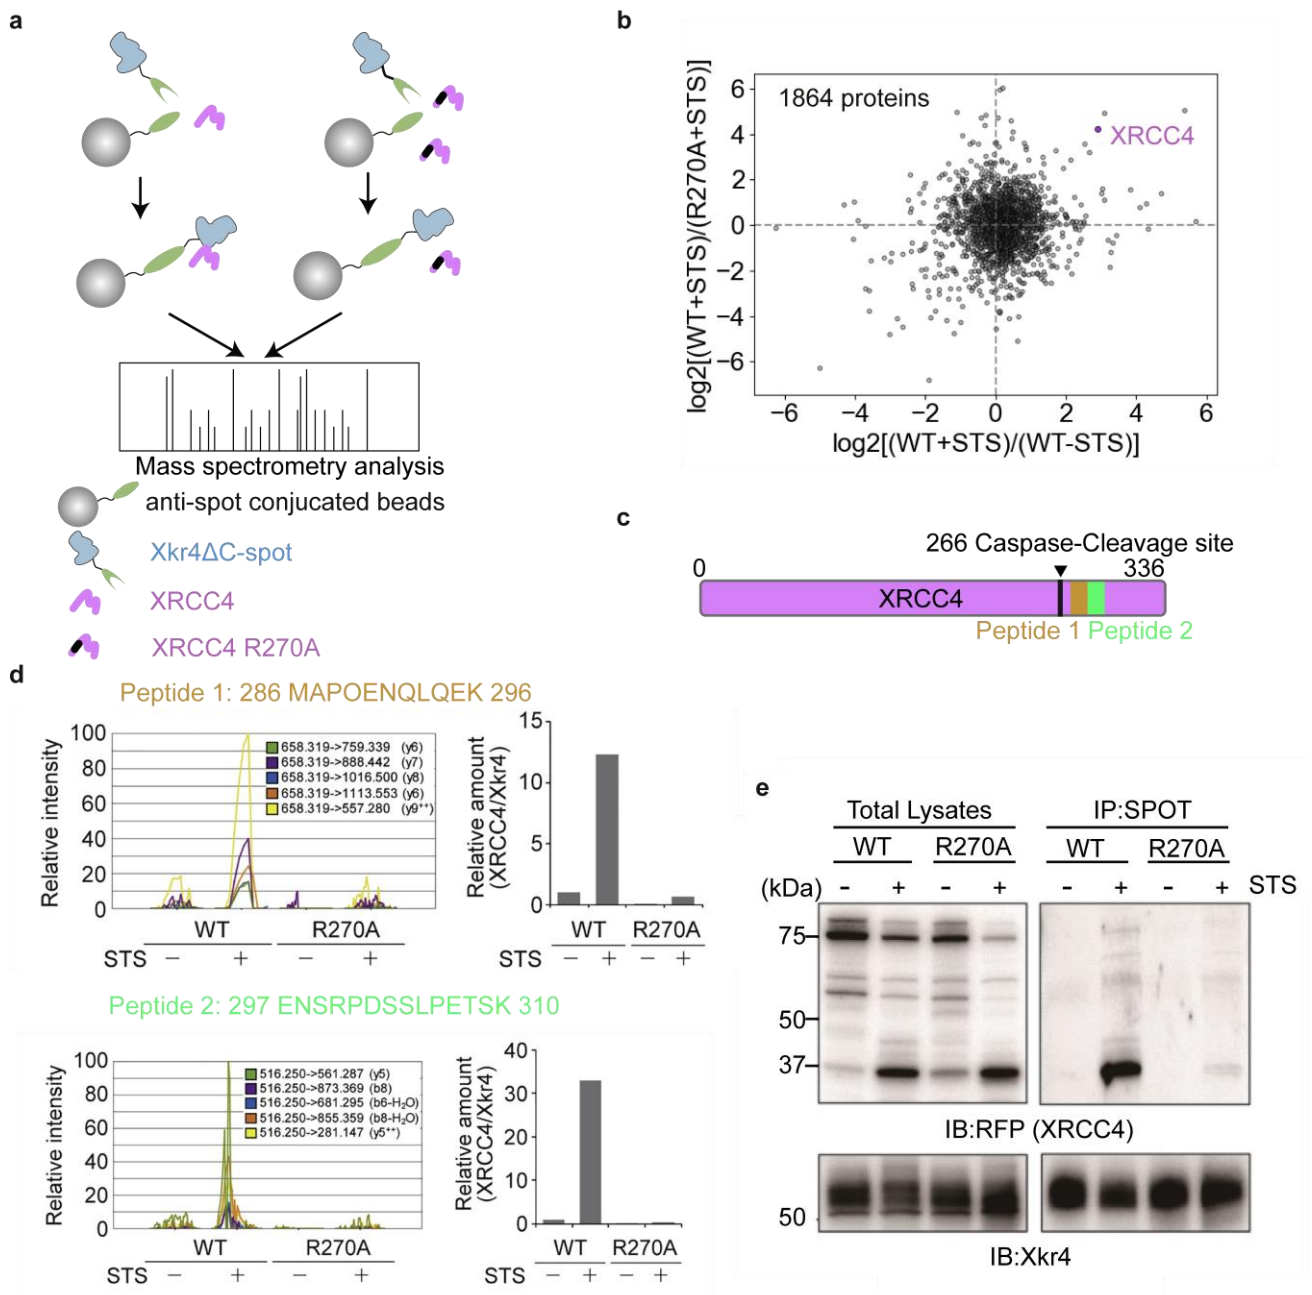 a
Mass spectrometry analysis
anti-spot conjucated beads
Xkr4ΔC-spot
XRCC4
XRCC4 R270A
b
1864 proteins
XRCC4
log2[(WT+STS)/(R270A+STS)]
6
4
2
0
−2
−4
−6
−6 −4 −2 0 2 4 6
log2[(WT+STS)/(WT-STS)]
c
266 Caspase-Cleavage site
0 336
XRCC4
Peptide 1 Peptide 2
d
Peptide 1: 286 MAPOENQLQEK 296
Relative intensity
100
80
60
40
20
0
658.319->759.339 (y6)
658.319->888.442 (y7)
658.319->1016.500 (y8)
658.319->1113.553 (y6)
658.319->557.280 (y9++)
WT R270A
STS − + − +
Relative amount
(XRCC4/Xkr4)
15
10
5
0
WT R270A
STS − + − +
Peptide 2: 297 ENSRPDSSLPETSK 310
Relative intensity
100
80
60
40
20
0
516.250->561.287 (y5)
516.250->873.369 (b8)
516.250->681.295 (b6-H2O)
516.250->855.359 (b8-H2O)
516.250->281.147 (y5++)
WT R270A
STS − + − +
Relative amount
(XRCC4/Xkr4)
40
30
20
10
0
WT R270A
STS − + − +
e
Total Lysates IP:SPOT
WT R270A WT R270A
(kDa) - + - + - + - + STS
75
50
37
IB:RFP (XRCC4)
50
IB:Xkr4